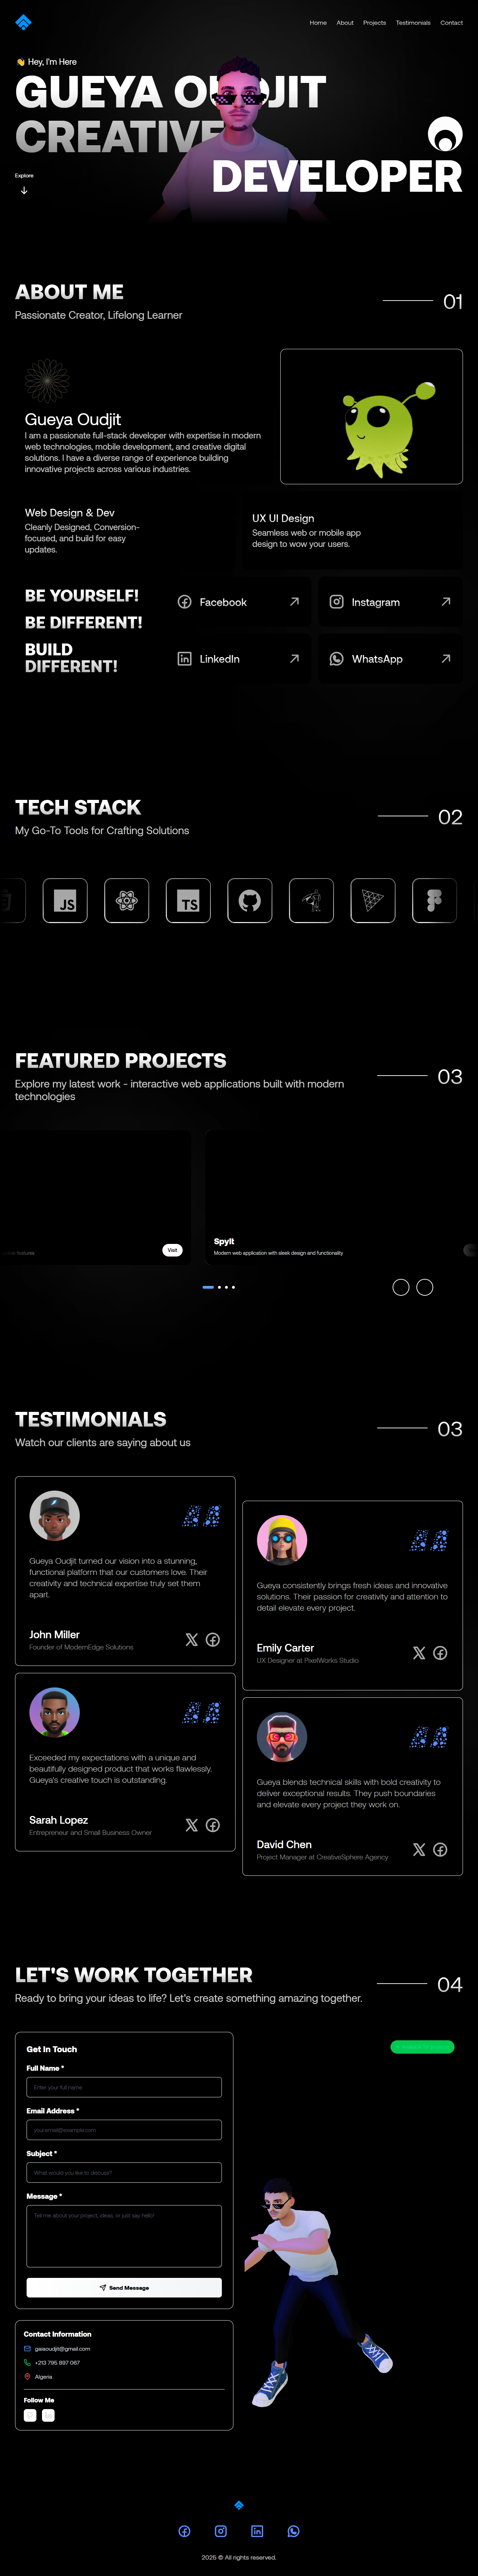 Home About Projects Testimonials Contact
👋 Hey, I'm Here
GUEYA OUDJIT
CREATIVE
DEVELOPER
Explore
ABOUT ME
Passionate Creator, Lifelong Learner
01
Gueya Oudjit
I am a passionate full-stack developer with expertise in modern
web technologies, mobile development, and creative digital
solutions. I have a diverse range of experience building
innovative projects across various industries.
Web Design & Dev
Cleanly Designed, Conversion-
focused, and build for easy
updates.
UX UI Design
Seamless web or mobile app
design to wow your users.
BE YOURSELF!
BE DIFFERENT!
BUILD
DIFFERENT!
Facebook
Instagram
LinkedIn
WhatsApp
TECH STACK
My Go-To Tools for Crafting Solutions
02
JS
TS
FEATURED PROJECTS
Explore my latest work - interactive web applications built with modern
technologies
03
features
Visit
Spylt
Modern web application with sleek design and functionality
TESTIMONIALS
Watch our clients are saying about us
03
Gueya Oudjit turned our vision into a stunning,
functional platform that our customers love. Their
creativity and technical expertise truly set them
apart.
John Miller
Founder of ModernEdge Solutions
Gueya consistently brings fresh ideas and innovative
solutions. Their passion for creativity and attention to
detail elevate every project.
Emily Carter
UX Designer at PixelWorks Studio
Exceeded my expectations with a unique and
beautifully designed product that works flawlessly.
Gueya's creative touch is outstanding.
Sarah Lopez
Entrepreneur and Small Business Owner
Gueya blends technical skills with bold creativity to
deliver exceptional results. They push boundaries
and elevate every project they work on.
David Chen
Project Manager at CreativeSphere Agency
LET'S WORK TOGETHER
Ready to bring your ideas to life? Let's create something amazing together.
04
Get In Touch
Full Name *
Enter your full name
Email Address *
your.email@example.com
Subject *
What would you like to discuss?
Message *
Tell me about your project, ideas, or just say hello!
Send Message
Contact Information
gaiaoudjit@gmail.com
+213 795 897 067
Algeria
Follow Me
2025 © All rights reserved.